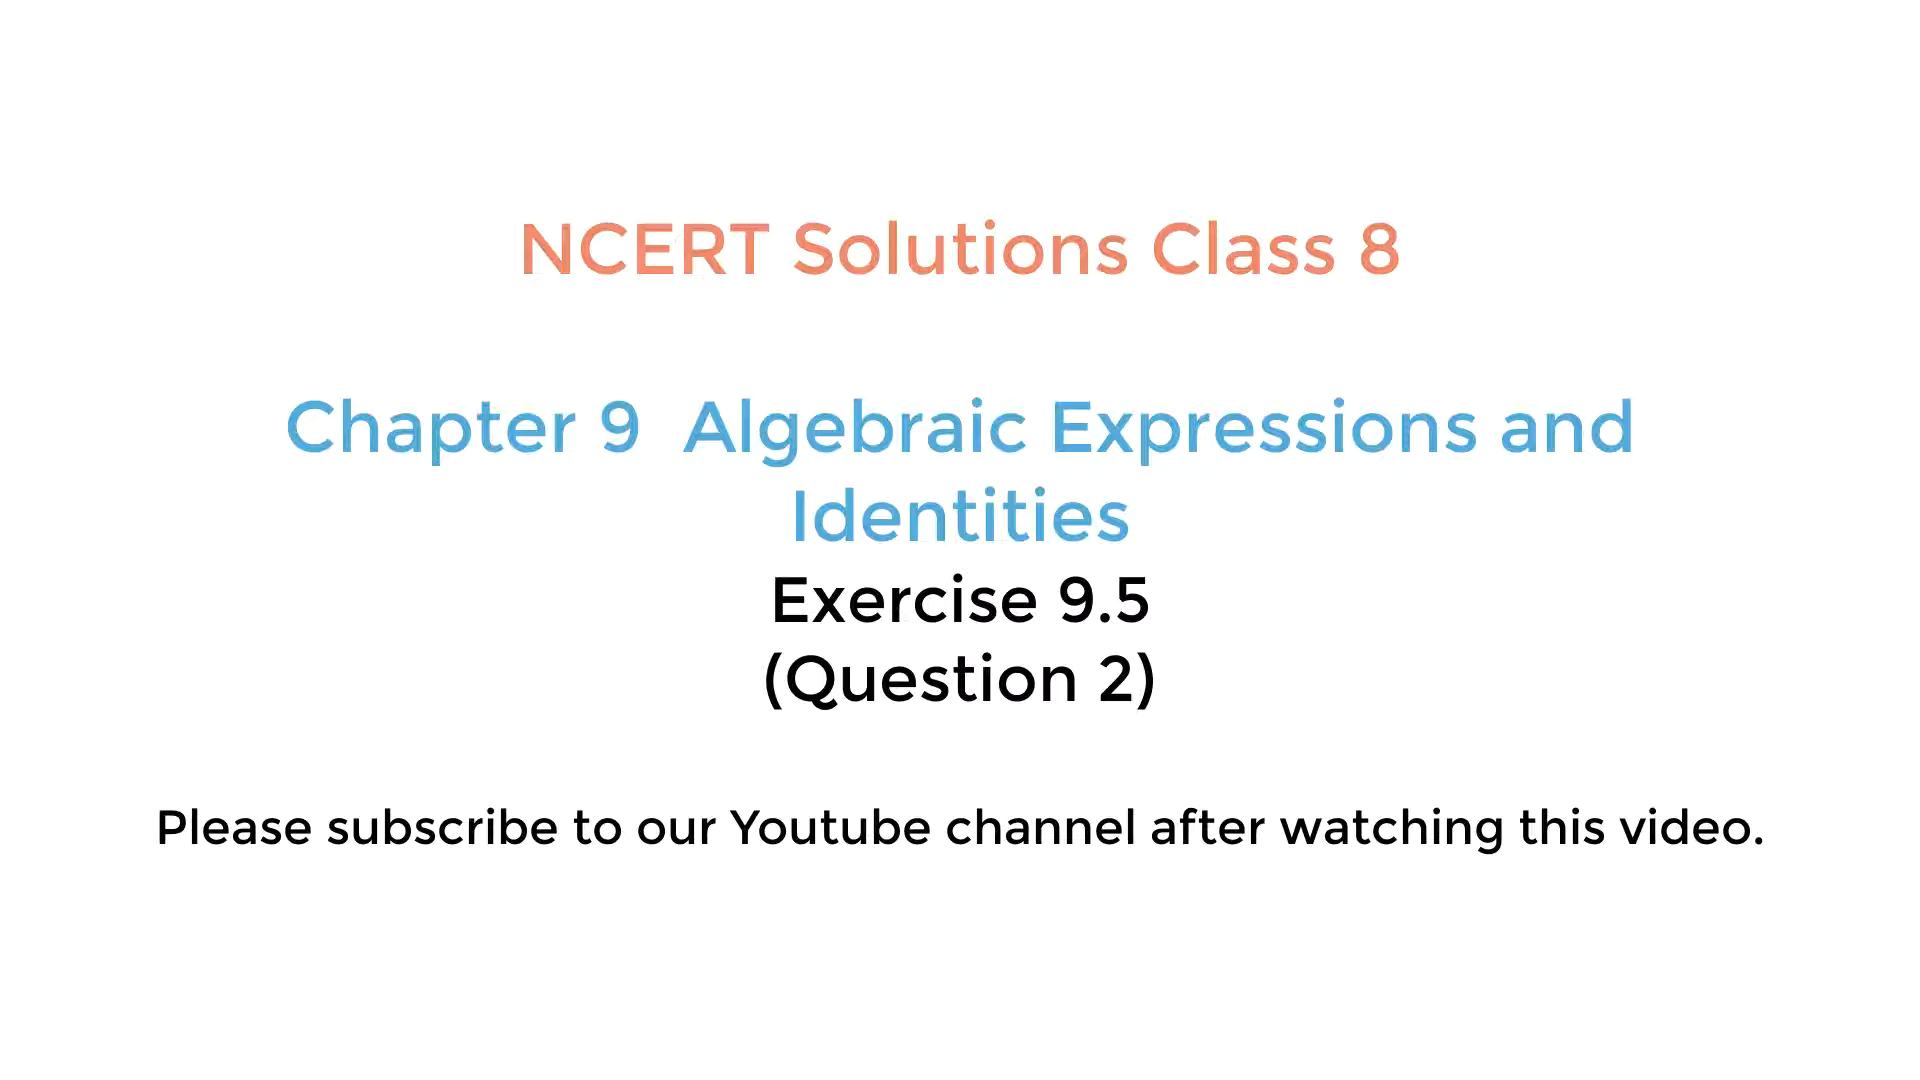 NCERT Solutions Class 8
Chapter 9 Algebraic Expressions and
Identities
Exercise 9.5
(Question 2)
Please subscribe to our Youtube channel after watching this video.